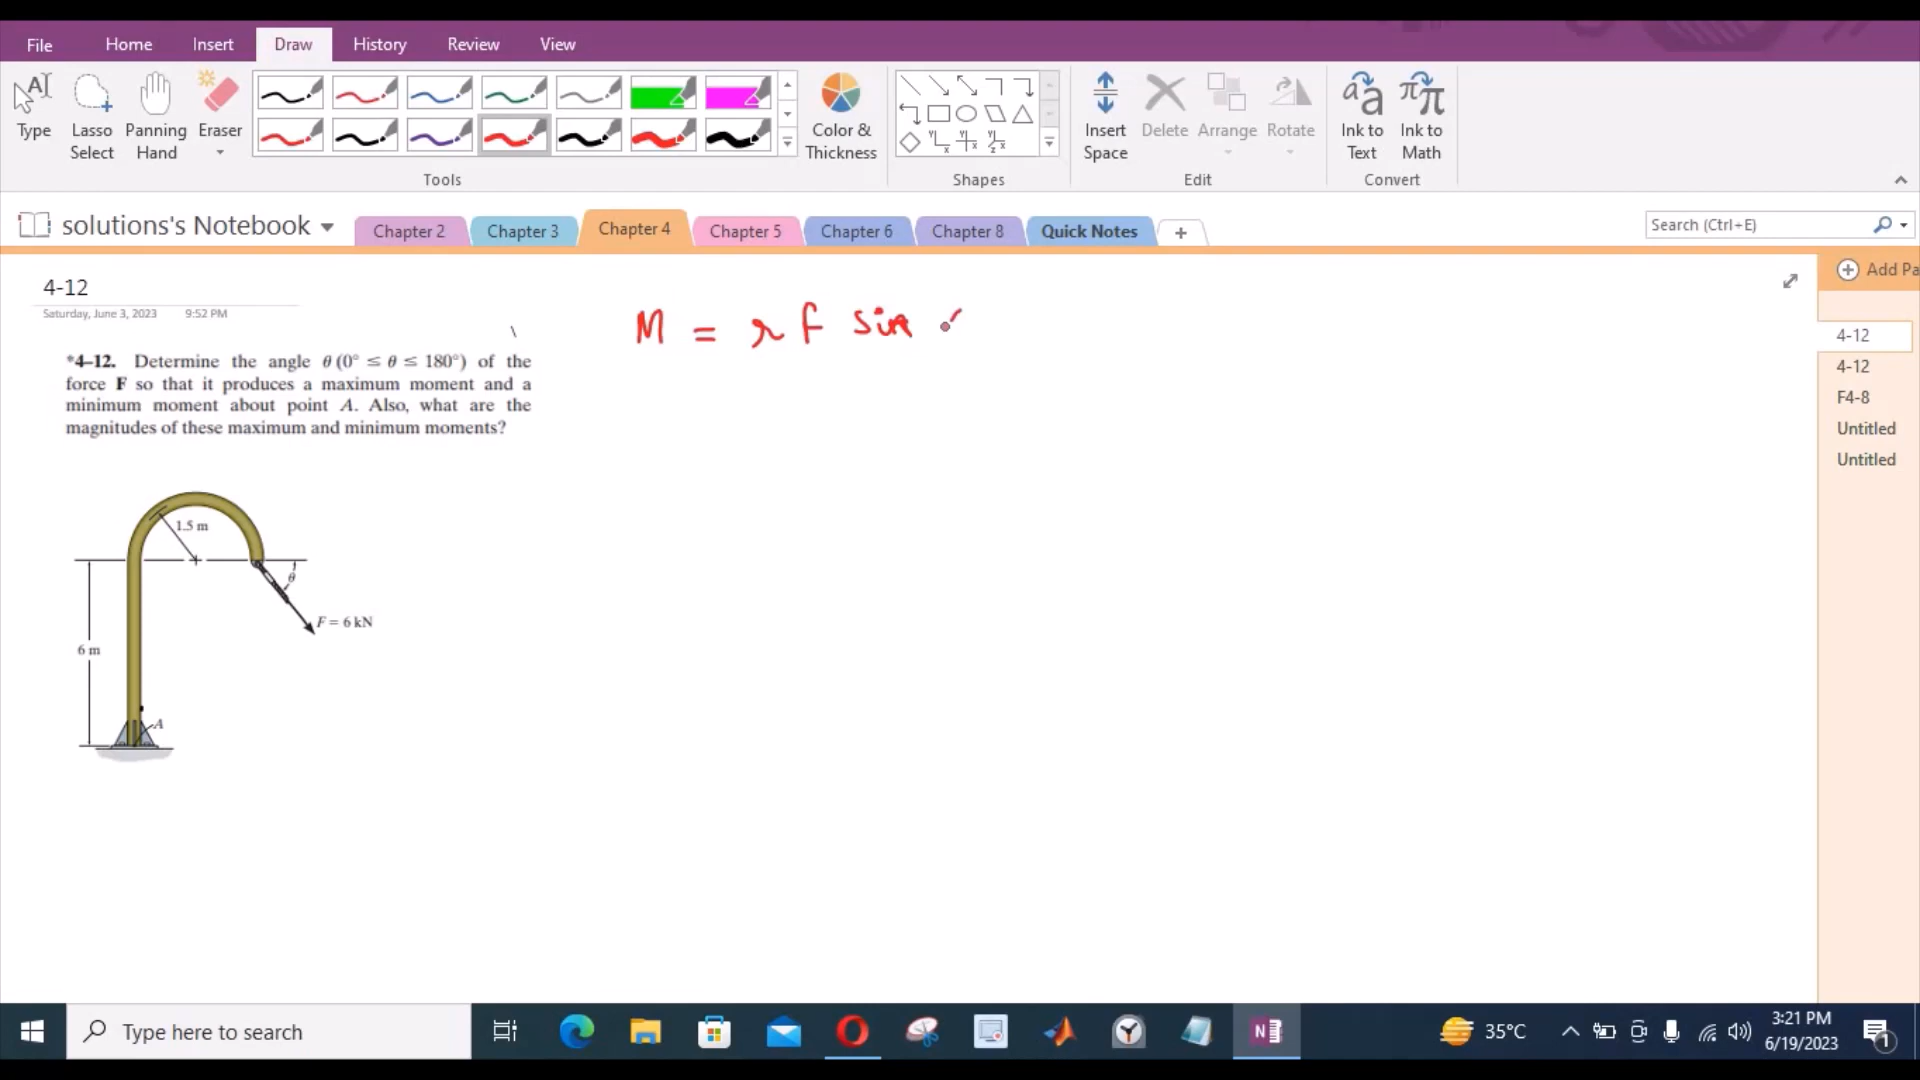 File Home Insert Draw History Review View
Type
Lasso Select
Panning Hand
Eraser
Color & Thickness
Insert Space
Delete
Arrange
Rotate
Ink to Text
Ink to Math
Tools
Shapes
Edit
Convert
solutions's Notebook
Chapter 2 Chapter 3 Chapter 4 Chapter 5 Chapter 6 Chapter 8 Quick Notes +
Search (Ctrl+E)
Add Pa
4-12
Saturday, June 3, 2023 9:52 PM
M = r F sin
*4–12. Determine the angle θ (0° ≤ θ ≤ 180°) of the
force F so that it produces a maximum moment and a
minimum moment about point A. Also, what are the
magnitudes of these maximum and minimum moments?
1.5 m
θ
F = 6 kN
6 m
A
4-12
4-12
F4-8
Untitled
Untitled
Type here to search
35°C
3:21 PM
6/19/2023
1